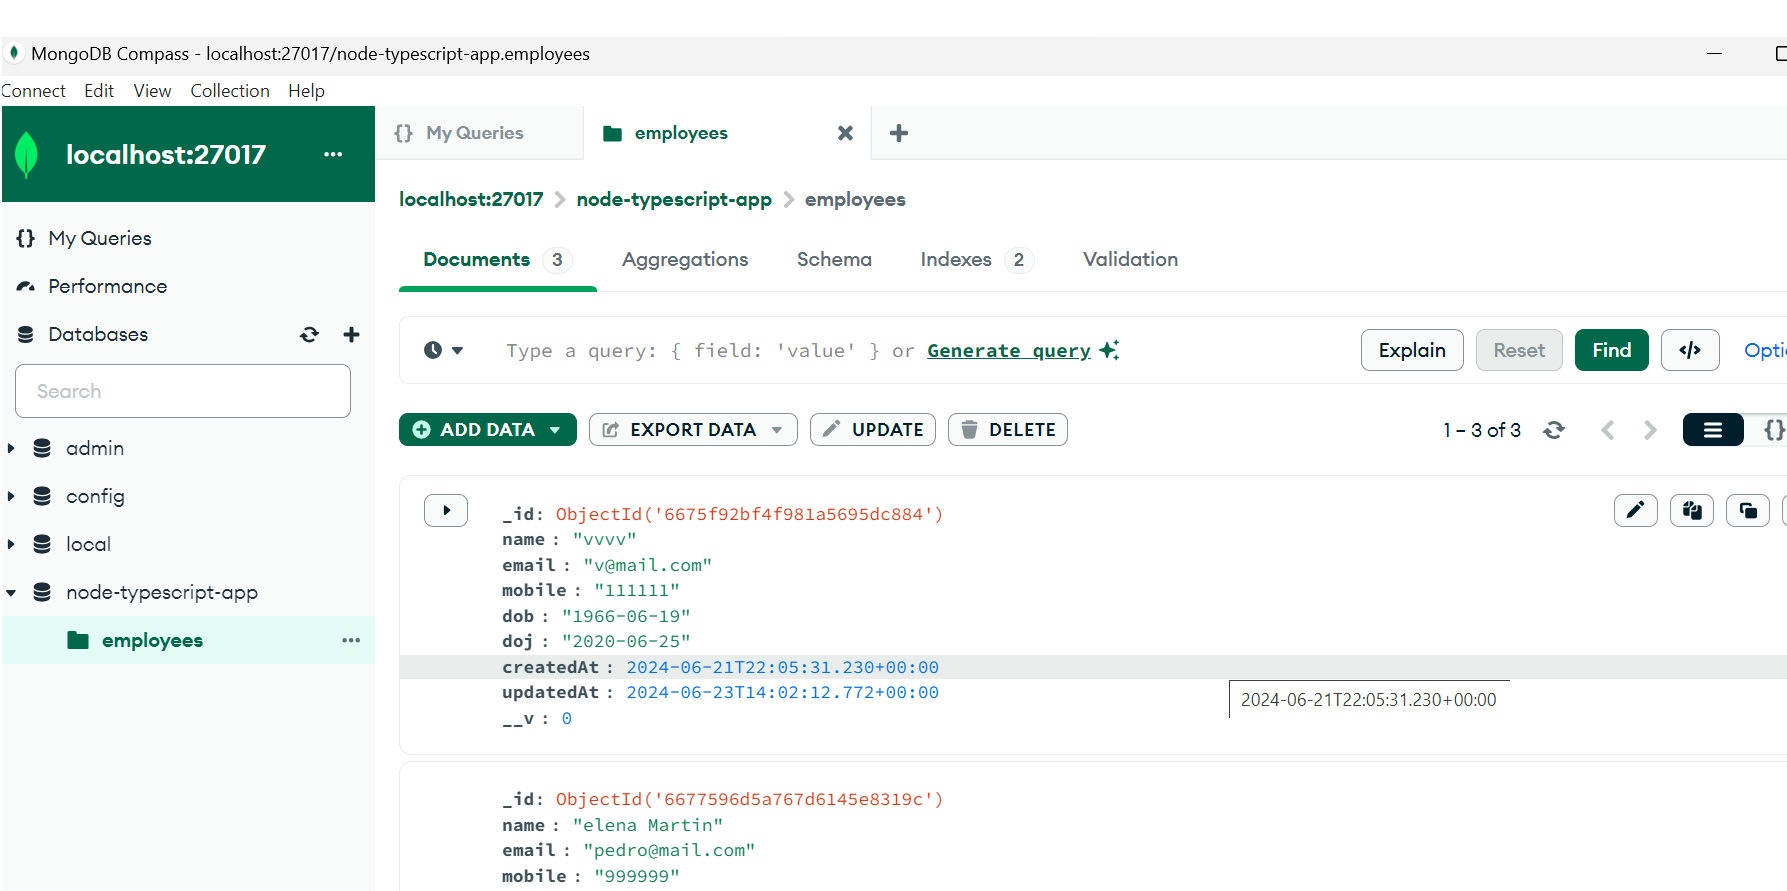 MongoDB Compass - localhost:27017/node-typescript-app.employees
Connect Edit View Collection Help
localhost:27017 ···
{} My Queries
employees
localhost:27017 > node-typescript-app > employees
My Queries
Documents 3 Aggregations Schema Indexes 2 Validation
Performance
Databases
Type a query: { field: 'value' } or Generate query
Explain Reset Find </>
Search
ADD DATA EXPORT DATA UPDATE DELETE
1 – 3 of 3
{}
admin
config
local
node-typescript-app
employees ···
_id: ObjectId('6675f92bf4f981a5695dc884')
name : "vvvv"
email : "v@mail.com"
mobile : "111111"
dob : "1966-06-19"
doj : "2020-06-25"
createdAt : 2024-06-21T22:05:31.230+00:00
updatedAt : 2024-06-23T14:02:12.772+00:00
2024-06-21T22:05:31.230+00:00
__v : 0
_id: ObjectId('6677596d5a767d6145e8319c')
name : "elena Martin"
email : "pedro@mail.com"
mobile : "999999"